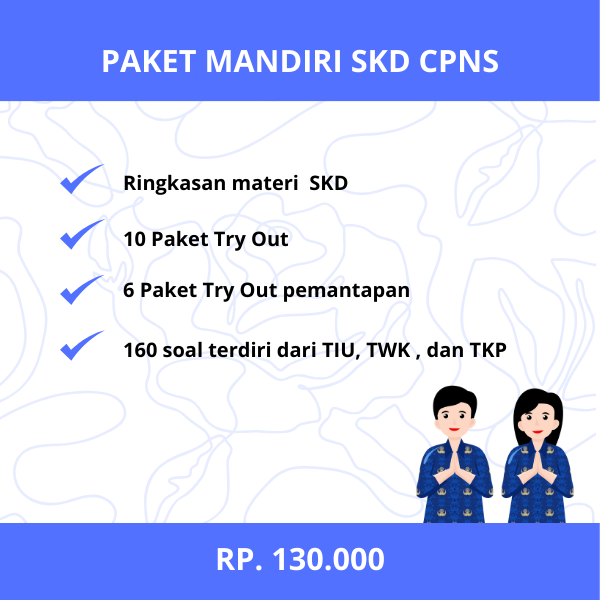 PAKET MANDIRI SKD CPNS
Ringkasan materi  SKD
10 Paket Try Out
6 Paket Try Out pemantapan
160 soal terdiri dari TIU, TWK , dan TKP
RP. 130.000